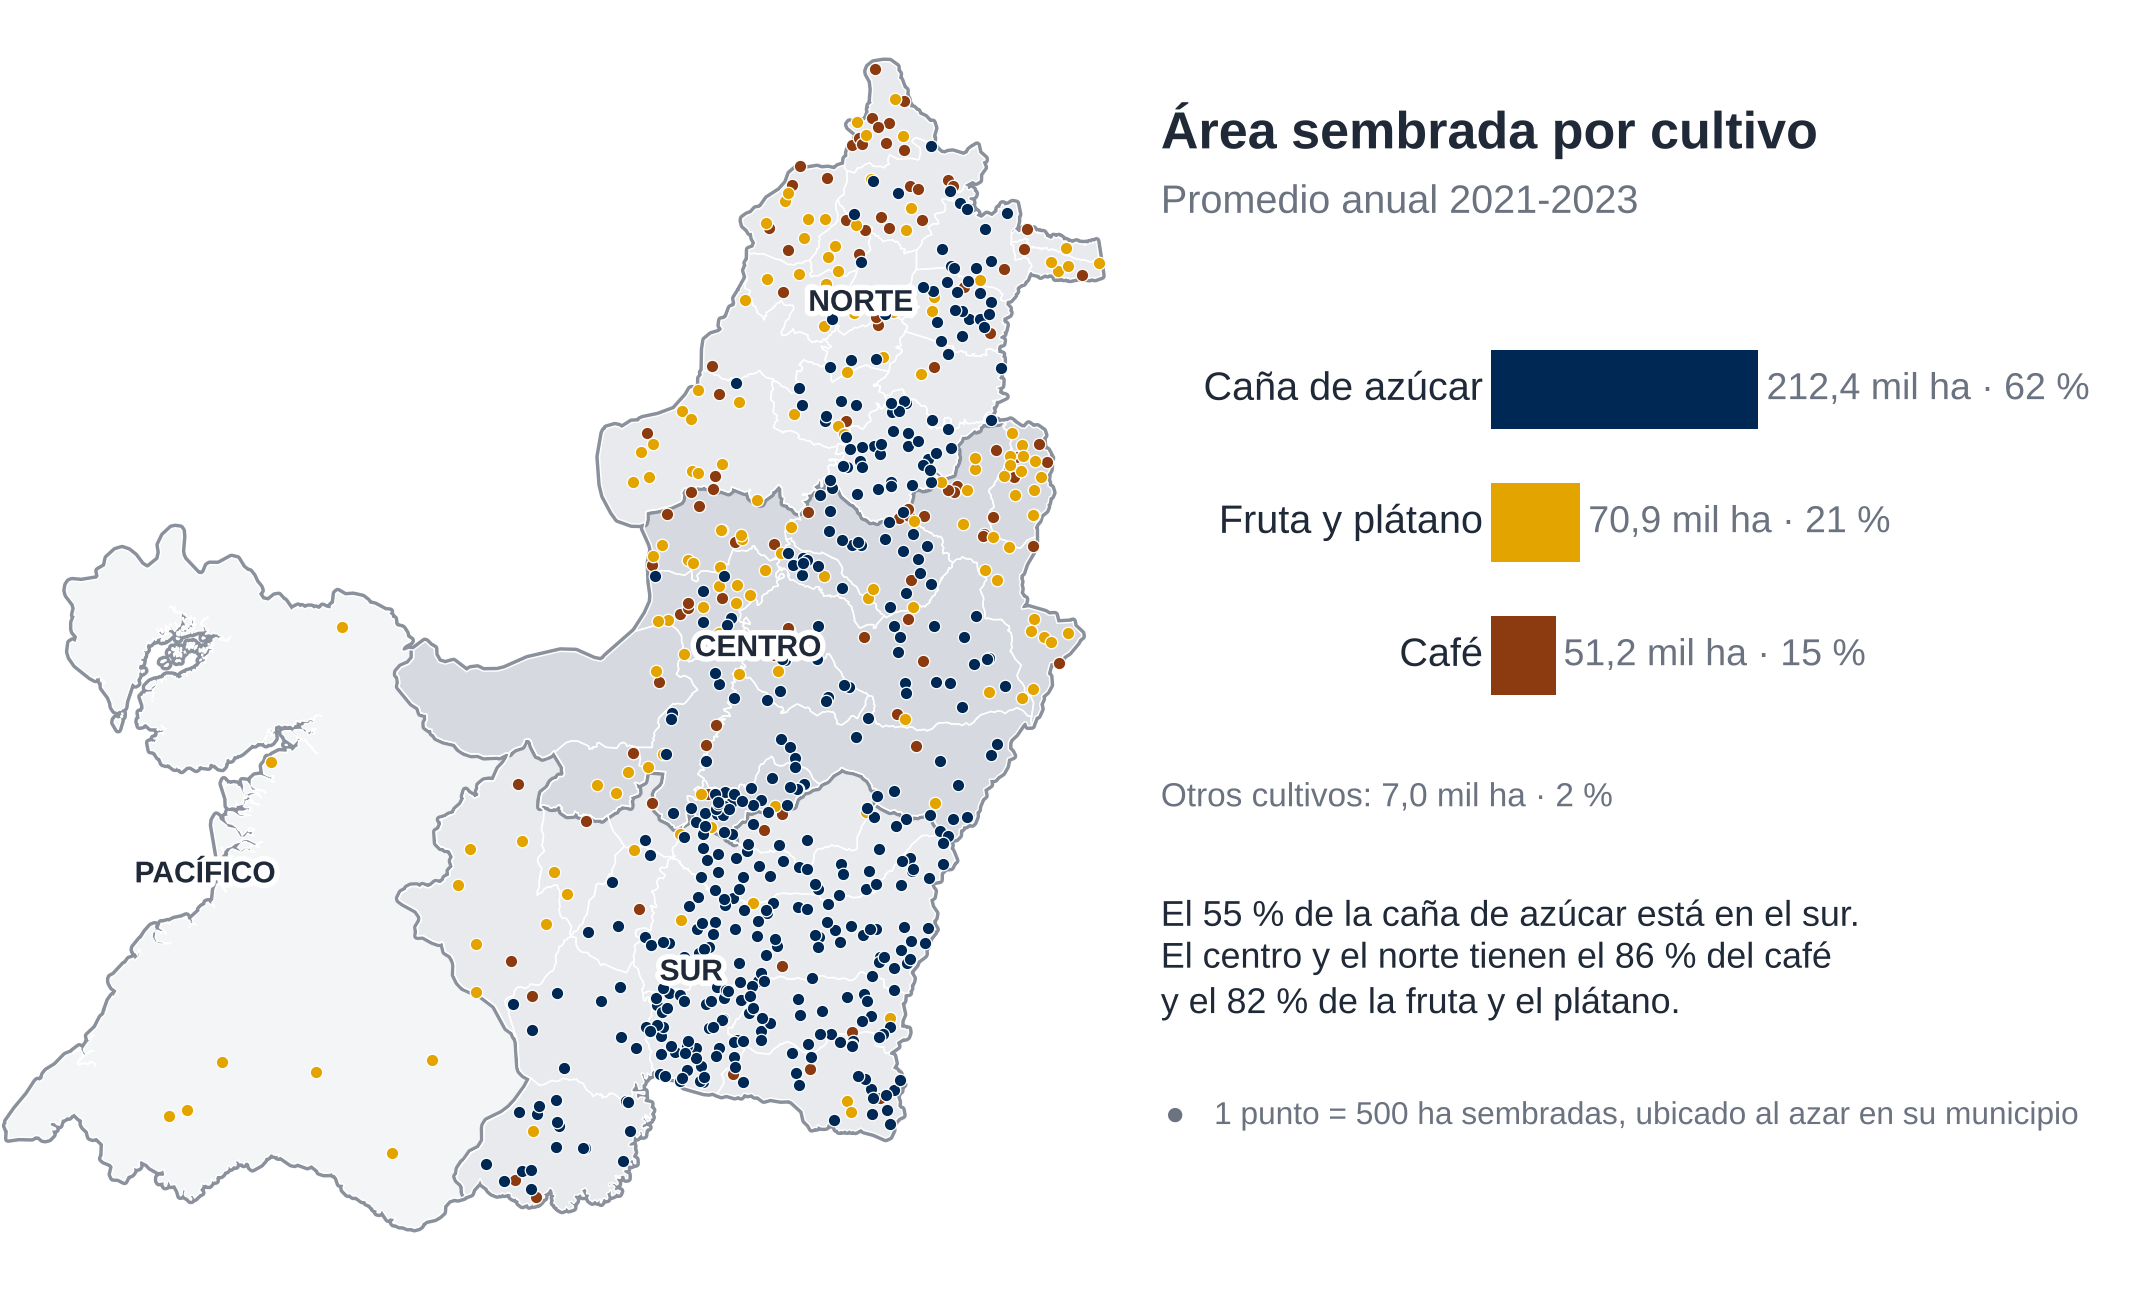 Área sembrada por cultivo
Promedio anual 2021-2023
Caña de azúcar 212,4 mil ha · 62 %
Fruta y plátano 70,9 mil ha · 21 %
Café 51,2 mil ha · 15 %
Otros cultivos: 7,0 mil ha · 2 %
El 55 % de la caña de azúcar está en el sur.
El centro y el norte tienen el 86 % del café
y el 82 % de la fruta y el plátano.
1 punto = 500 ha sembradas, ubicado al azar en su municipio
NORTE
CENTRO
PACÍFICO
SUR